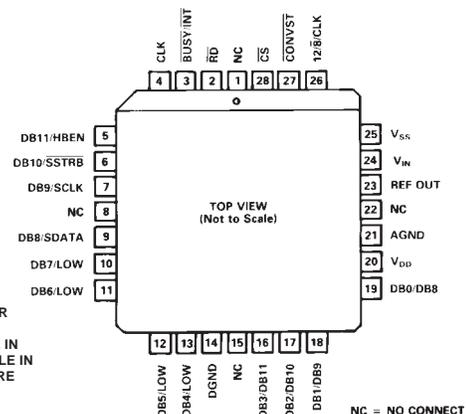 CLK
BUSY/INT
RD
NC
CS
CONVST
12/8/CLK
4 3 2 1 28 27 26
DB11/HBEN 5
DB10/SSTRB 6
DB9/SCLK 7
NC 8
DB8/SDATA 9
DB7/LOW 10
DB6/LOW 11
TOP VIEW
(Not to Scale)
25 VSS
24 VIN
23 REF OUT
22 NC
21 AGND
20 VDD
19 DB0/DB8
12 13 14 15 16 17 18
DB5/LOW
DB4/LOW
DGND
NC
DB3/DB11
DB2/DB10
DB1/DB9
R
IN
LE IN
RE
NC = NO CONNECT